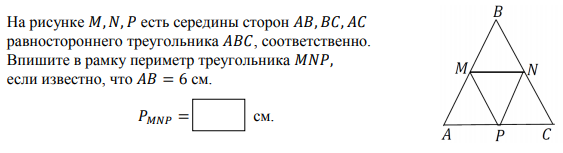 На рисунке M, N, P есть середины сторон AB, BC, AC
равностороннего треугольника ABC, соответственно.
Впишите в рамку периметр треугольника MNP,
если известно, что AB = 6 см.
P_MNP = см.
B
M N
A P C